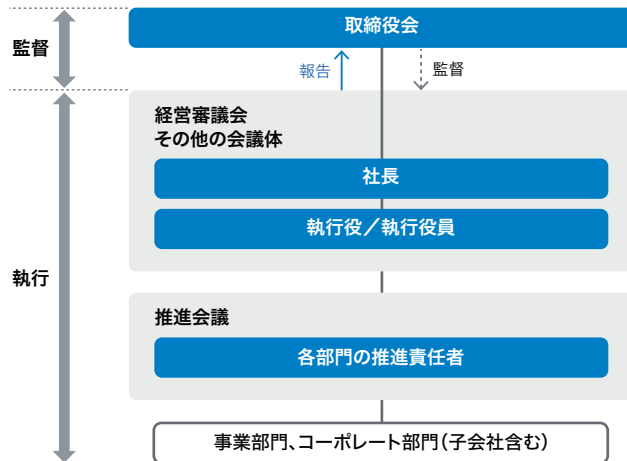 取締役会
監督
報告
監督
経営審議会
その他の会議体
社長
執行役／執行役員
執行
推進会議
各部門の推進責任者
事業部門、コーポレート部門（子会社含む）